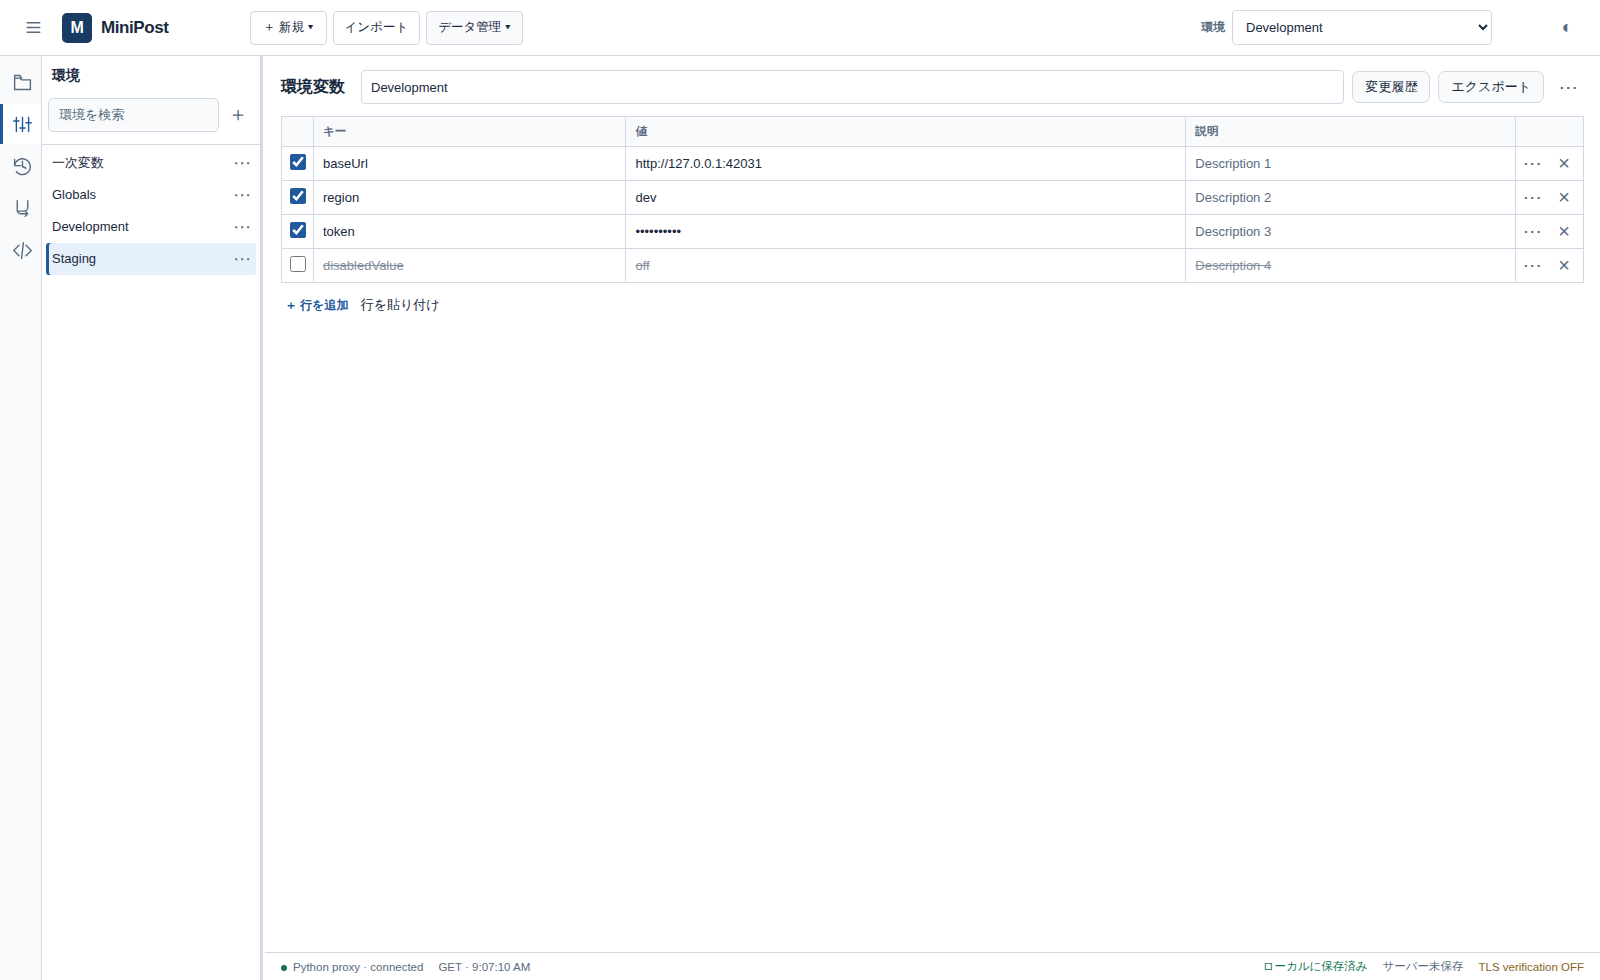 M MiniPost ＋ 新規 ▾ インポート データ管理 ▾ 環境 Development
環境
環境を検索 ＋
一次変数 ···
Globals ···
Development ···
Staging ···
環境変数 Development 変更履歴 エクスポート ···
キー 値 説明
baseUrl http://127.0.0.1:42031 Description 1 ··· ×
region dev Description 2 ··· ×
token •••••••••• Description 3 ··· ×
disabledValue off Description 4 ··· ×
+ 行を追加 行を貼り付け
Python proxy · connected GET · 9:07:10 AM ローカルに保存済み サーバー未保存 TLS verification OFF